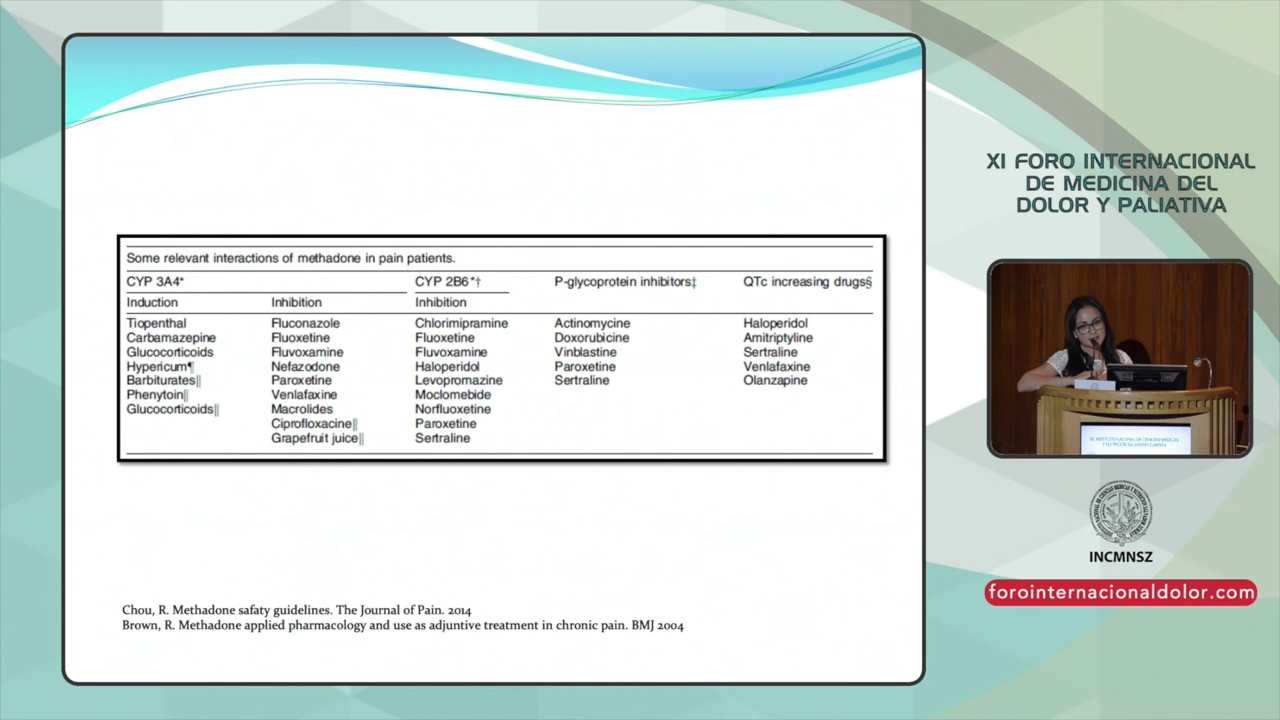 Some relevant interactions of methadone in pain patients.
CYP 3A4* CYP 2B6*† P-glycoprotein inhibitors‡ QTc increasing drugs§
Induction Inhibition Inhibition
Tiopenthal Fluconazole Chlorimipramine Actinomycine Haloperidol
Carbamazepine Fluoxetine Fluoxetine Doxorubicine Amitriptyline
Glucocorticoids Fluvoxamine Fluvoxamine Vinblastine Sertraline
Hypericum¶ Nefazodone Haloperidol Paroxetine Venlafaxine
Barbiturates‖ Paroxetine Levopromazine Sertraline Olanzapine
Phenytoin‖ Venlafaxine Moclomebide
Glucocorticoids‖ Macrolides Norfluoxetine
Ciprofloxacine‖ Paroxetine
Grapefruit juice‖ Sertraline
Chou, R. Methadone safaty guidelines. The Journal of Pain. 2014
Brown, R. Methadone applied pharmacology and use as adjuntive treatment in chronic pain. BMJ 2004
XI FORO INTERNACIONAL
DE MEDICINA DEL
DOLOR Y PALIATIVA
INCMNSZ
forointernacionaldolor.com